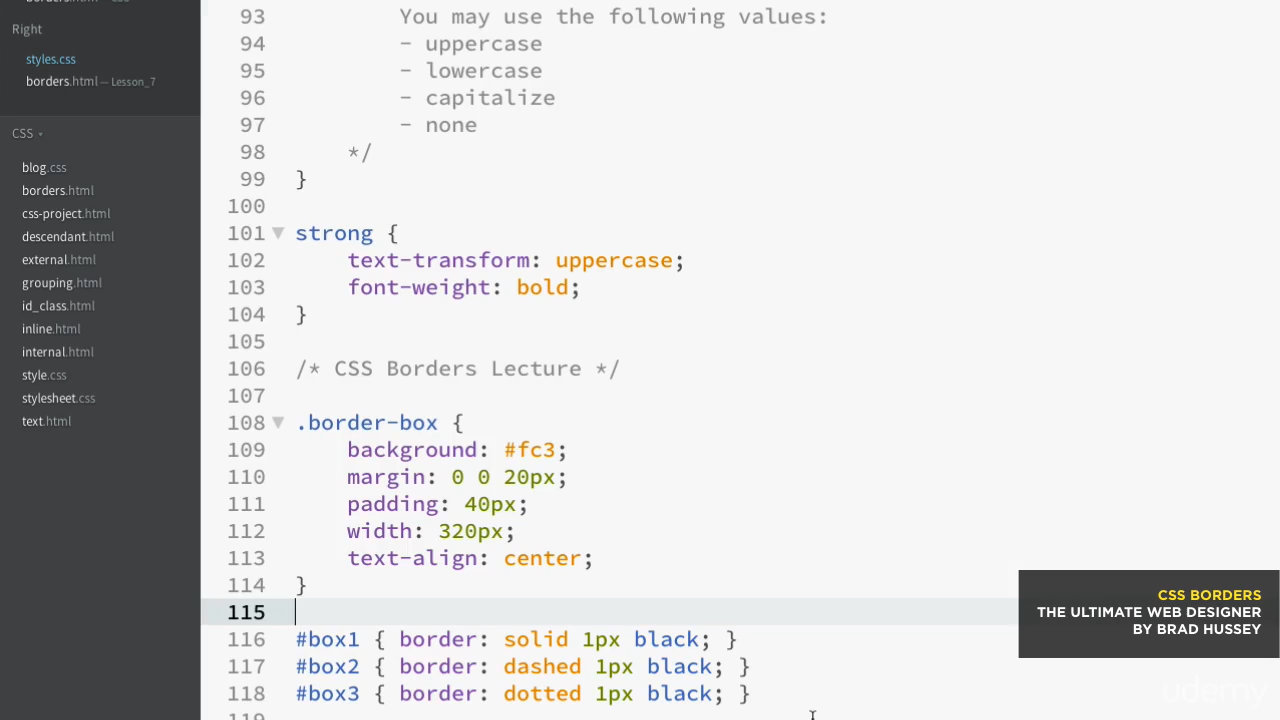 borders.html — Css
Right
styles.css
borders.html — Lesson_7
CSS
blog.css
borders.html
css-project.html
descendant.html
external.html
grouping.html
id_class.html
inline.html
internal.html
style.css
stylesheet.css
text.html
93 You may use the following values:
94 - uppercase
95 - lowercase
96 - capitalize
97 - none
98 */
99 }
100
101 strong {
102 text-transform: uppercase;
103 font-weight: bold;
104 }
105
106 /* CSS Borders Lecture */
107
108 .border-box {
109 background: #fc3;
110 margin: 0 0 20px;
111 padding: 40px;
112 width: 320px;
113 text-align: center;
114 }
115
116 #box1 { border: solid 1px black; }
117 #box2 { border: dashed 1px black; }
118 #box3 { border: dotted 1px black; }
119
CSS BORDERS
THE ULTIMATE WEB DESIGNER
BY BRAD HUSSEY
udemy